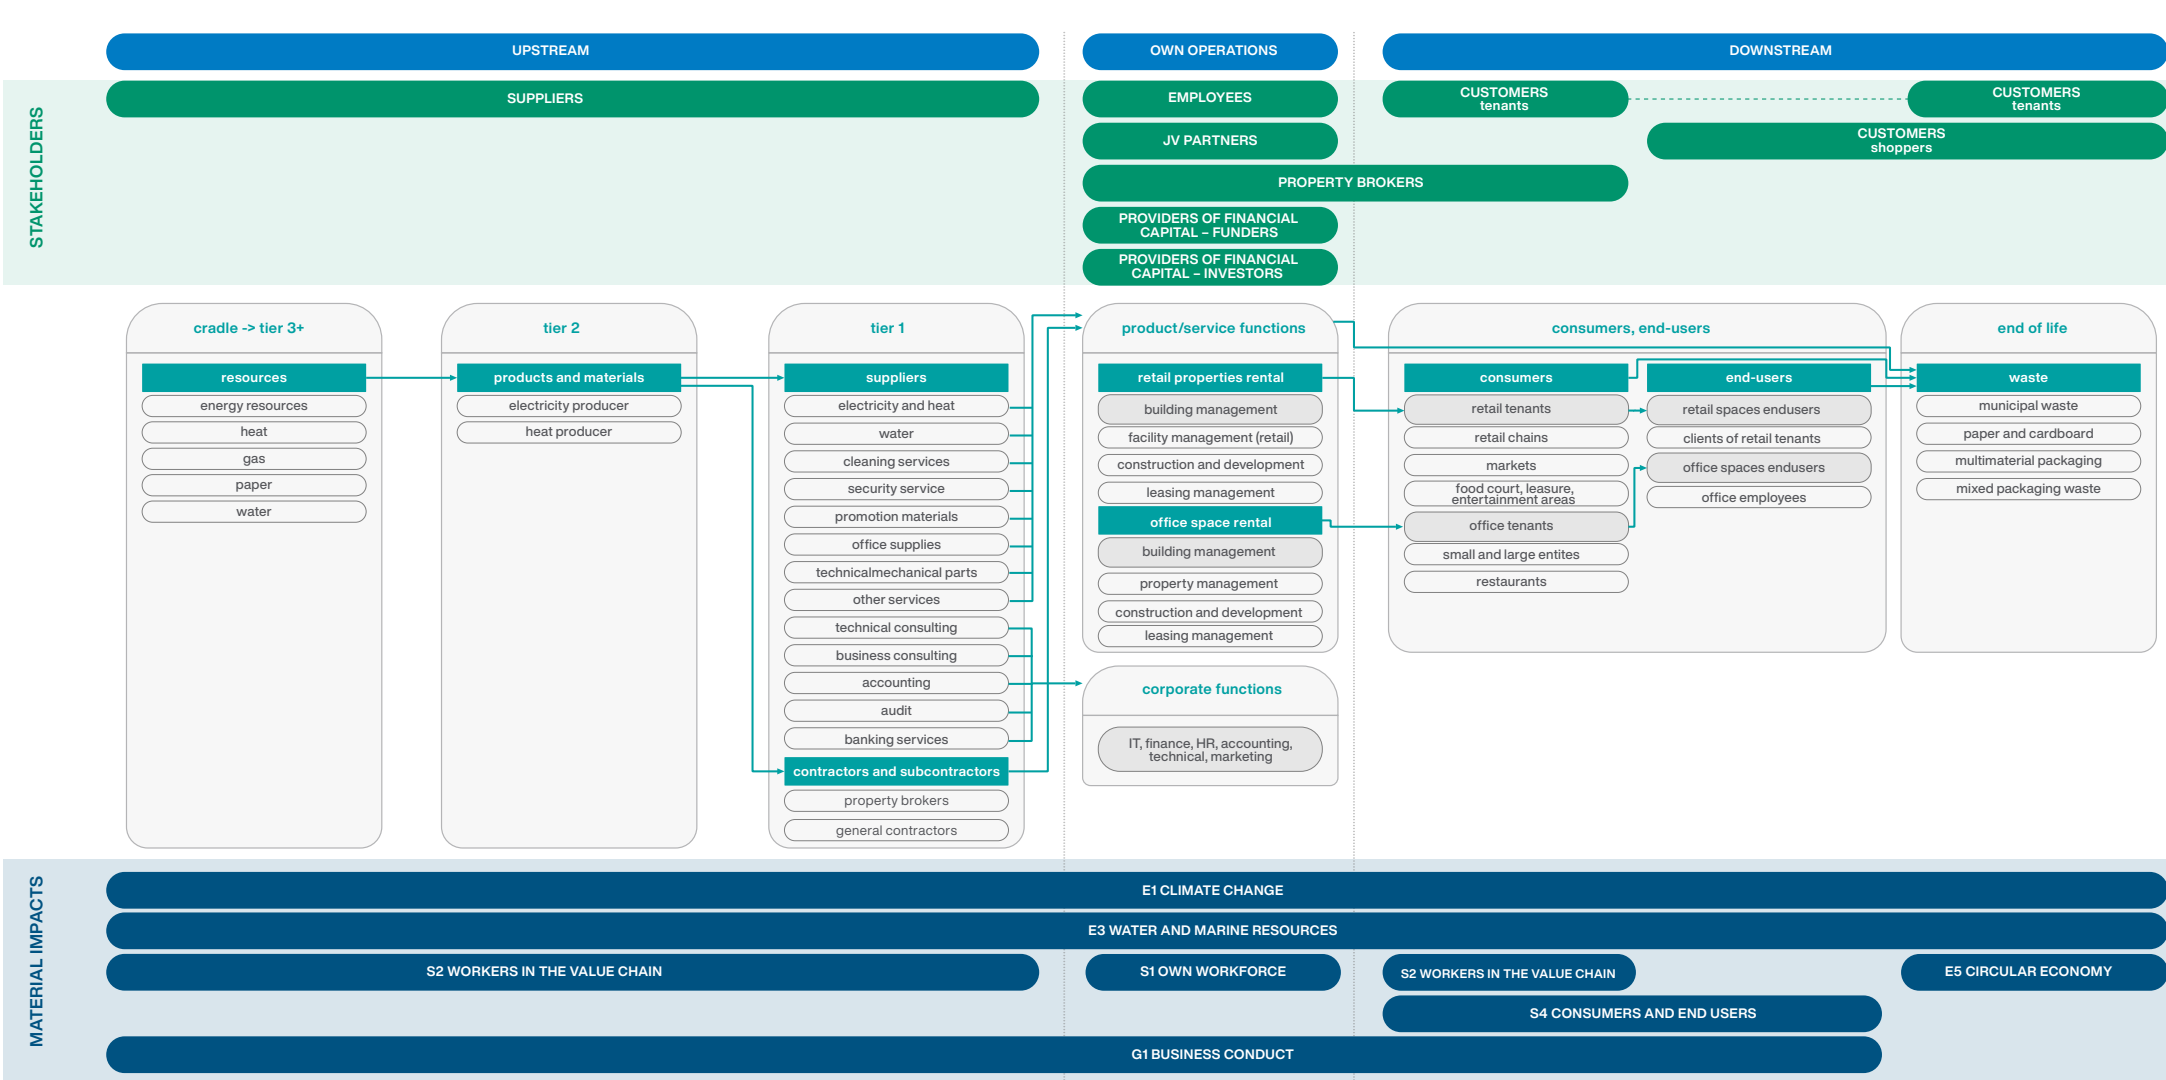 UPSTREAM
OWN OPERATIONS
DOWNSTREAM
STAKEHOLDERS
SUPPLIERS
EMPLOYEES
CUSTOMERS
tenants
CUSTOMERS
tenants
JV PARTNERS
CUSTOMERS
shoppers
PROPERTY BROKERS
PROVIDERS OF FINANCIAL
CAPITAL – FUNDERS
PROVIDERS OF FINANCIAL
CAPITAL – INVESTORS
cradle -> tier 3+
resources
energy resources
heat
gas
paper
water
tier 2
products and materials
electricity producer
heat producer
tier 1
suppliers
electricity and heat
water
cleaning services
security service
promotion materials
office supplies
technicalmechanical parts
other services
technical consulting
business consulting
accounting
audit
banking services
contractors and subcontractors
property brokers
general contractors
product/service functions
retail properties rental
building management
facility management (retail)
construction and development
leasing management
office space rental
building management
property management
construction and development
leasing management
corporate functions
IT, finance, HR, accounting,
technical, marketing
consumers, end-users
consumers
retail tenants
retail chains
markets
food court, leasure,
entertainment areas
office tenants
small and large entites
restaurants
end-users
retail spaces endusers
clients of retail tenants
office spaces endusers
office employees
end of life
waste
municipal waste
paper and cardboard
multimaterial packaging
mixed packaging waste
MATERIAL IMPACTS
E1 CLIMATE CHANGE
E3 WATER AND MARINE RESOURCES
S2 WORKERS IN THE VALUE CHAIN
S1 OWN WORKFORCE
S2 WORKERS IN THE VALUE CHAIN
E5 CIRCULAR ECONOMY
S4 CONSUMERS AND END USERS
G1 BUSINESS CONDUCT